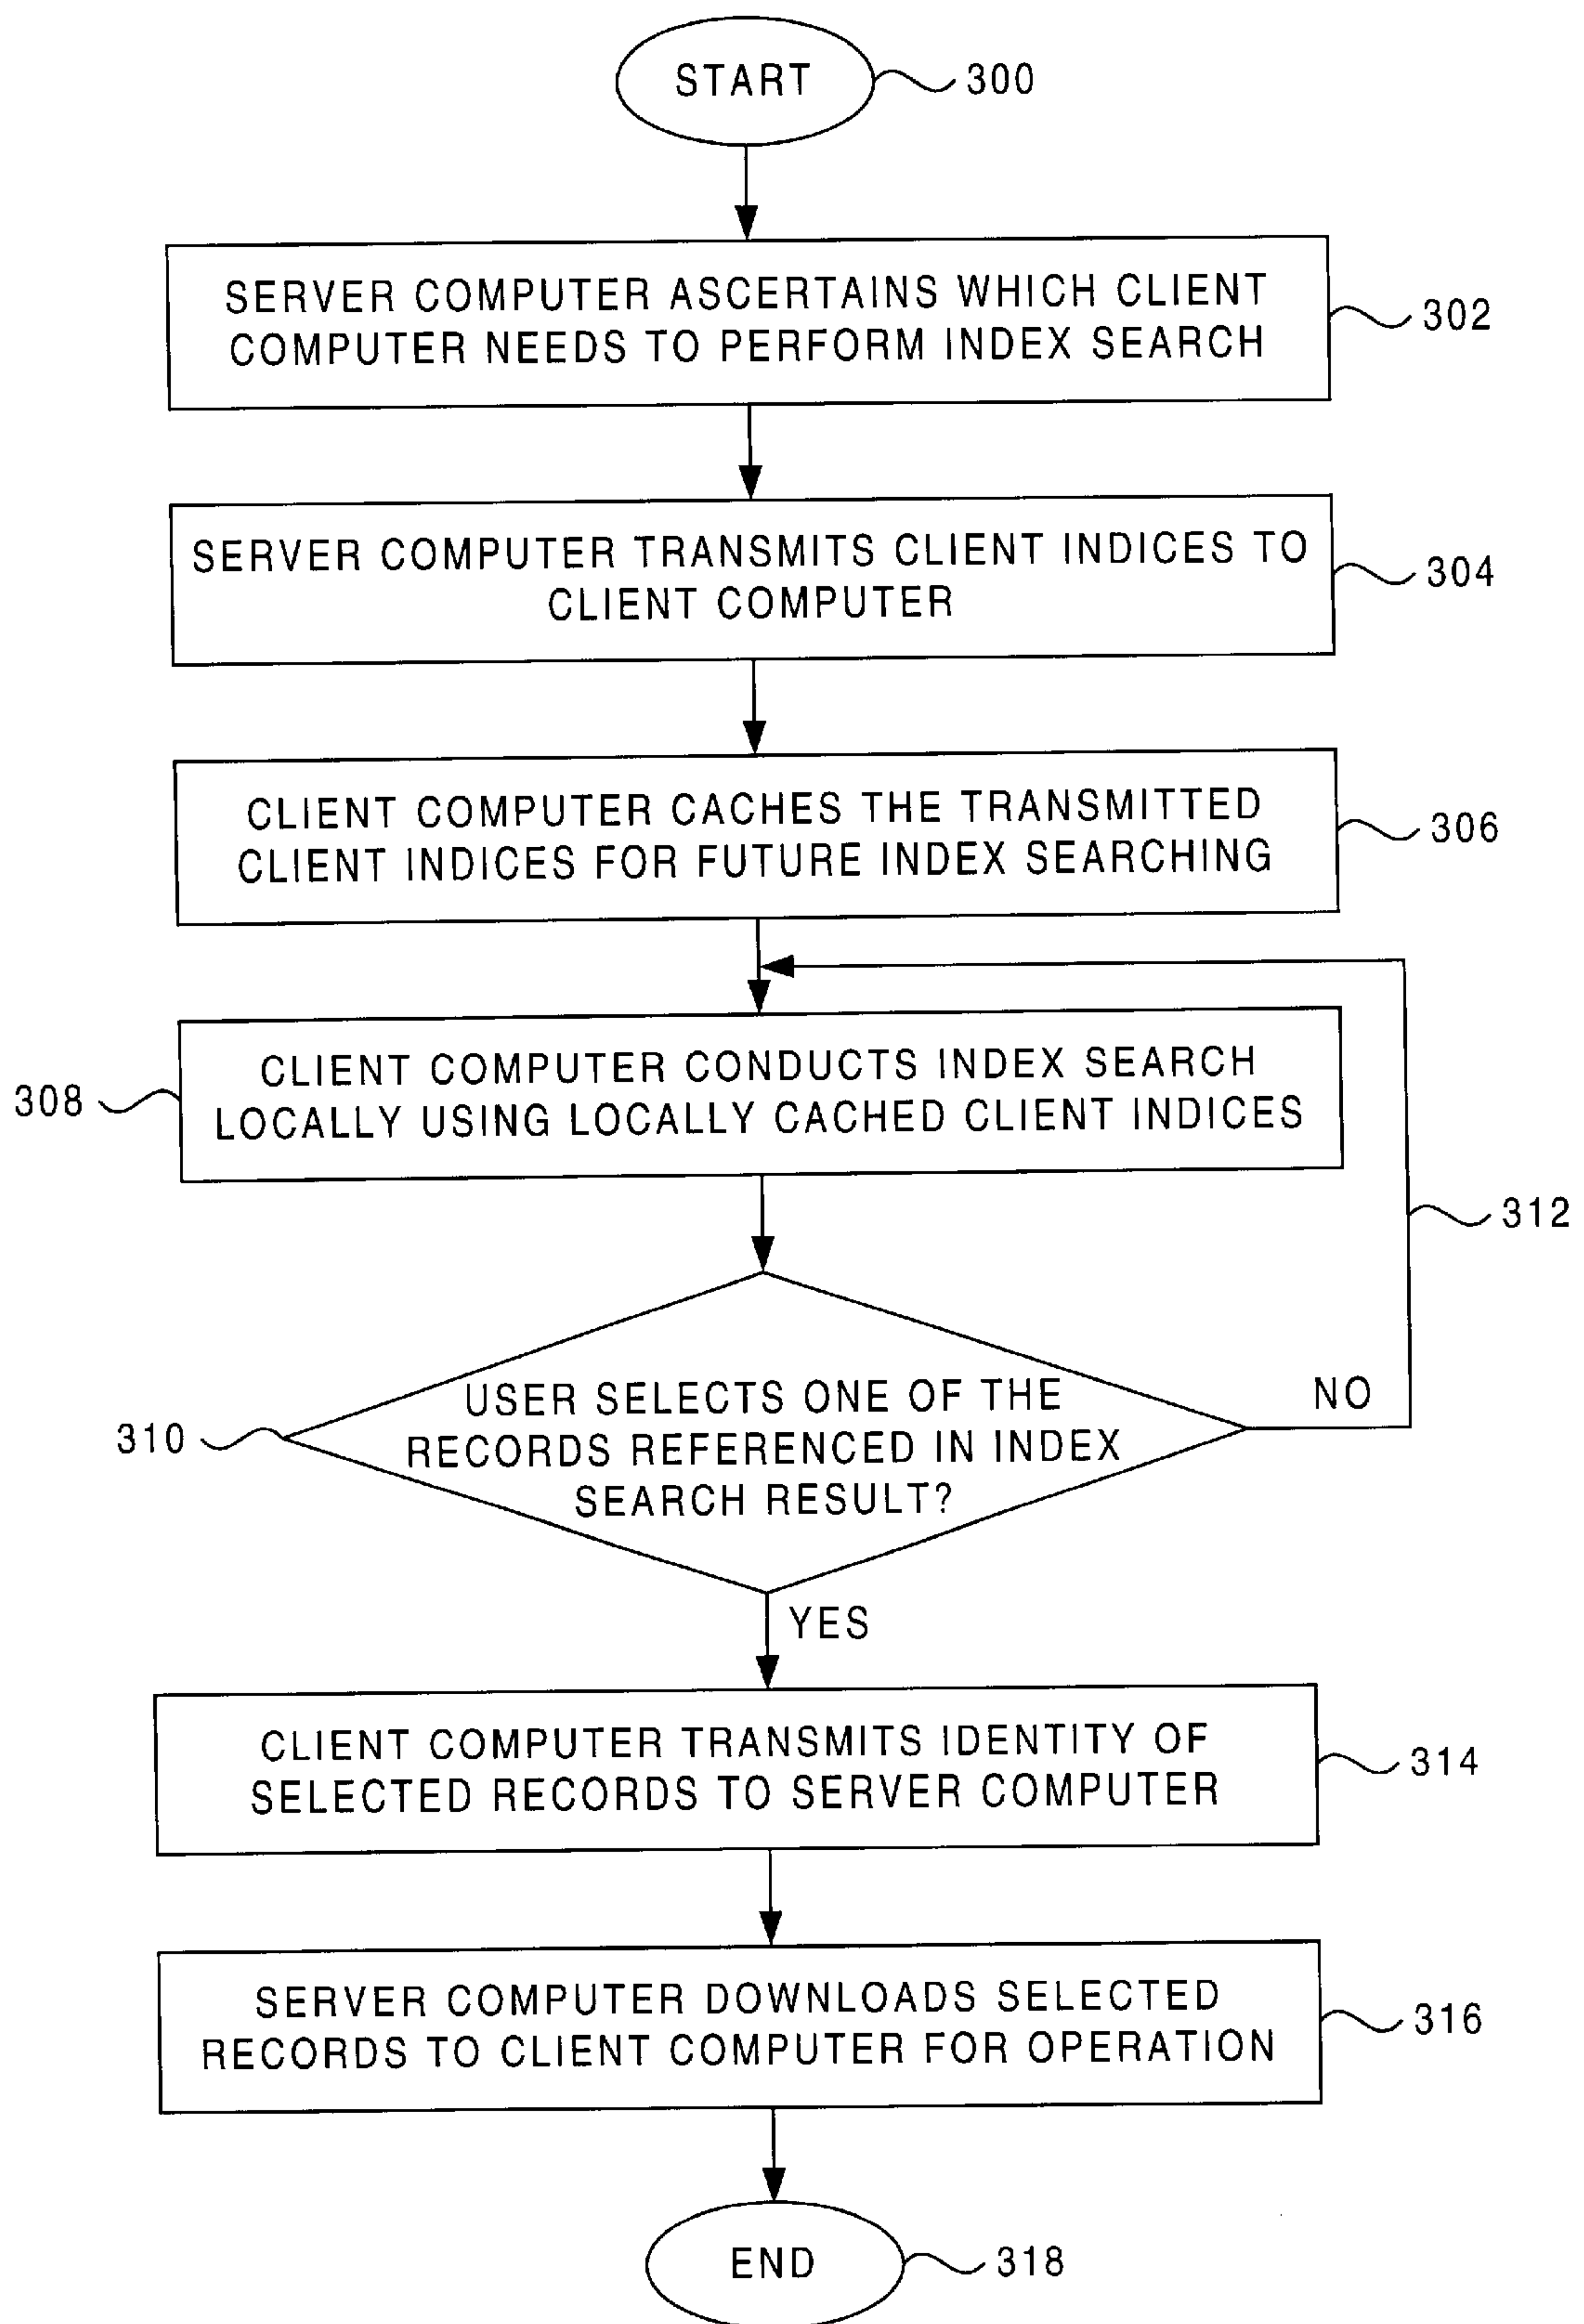 START
300
SERVER COMPUTER ASCERTAINS WHICH CLIENT
COMPUTER NEEDS TO PERFORM INDEX SEARCH
302
SERVER COMPUTER TRANSMITS CLIENT INDICES TO
CLIENT COMPUTER
304
CLIENT COMPUTER CACHES THE TRANSMITTED
CLIENT INDICES FOR FUTURE INDEX SEARCHING
306
CLIENT COMPUTER CONDUCTS INDEX SEARCH
LOCALLY USING LOCALLY CACHED CLIENT INDICES
308
312
USER SELECTS ONE OF THE
RECORDS REFERENCED IN INDEX
SEARCH RESULT?
310
NO
YES
CLIENT COMPUTER TRANSMITS IDENTITY OF
SELECTED RECORDS TO SERVER COMPUTER
314
SERVER COMPUTER DOWNLOADS SELECTED
RECORDS TO CLIENT COMPUTER FOR OPERATION
316
END
318